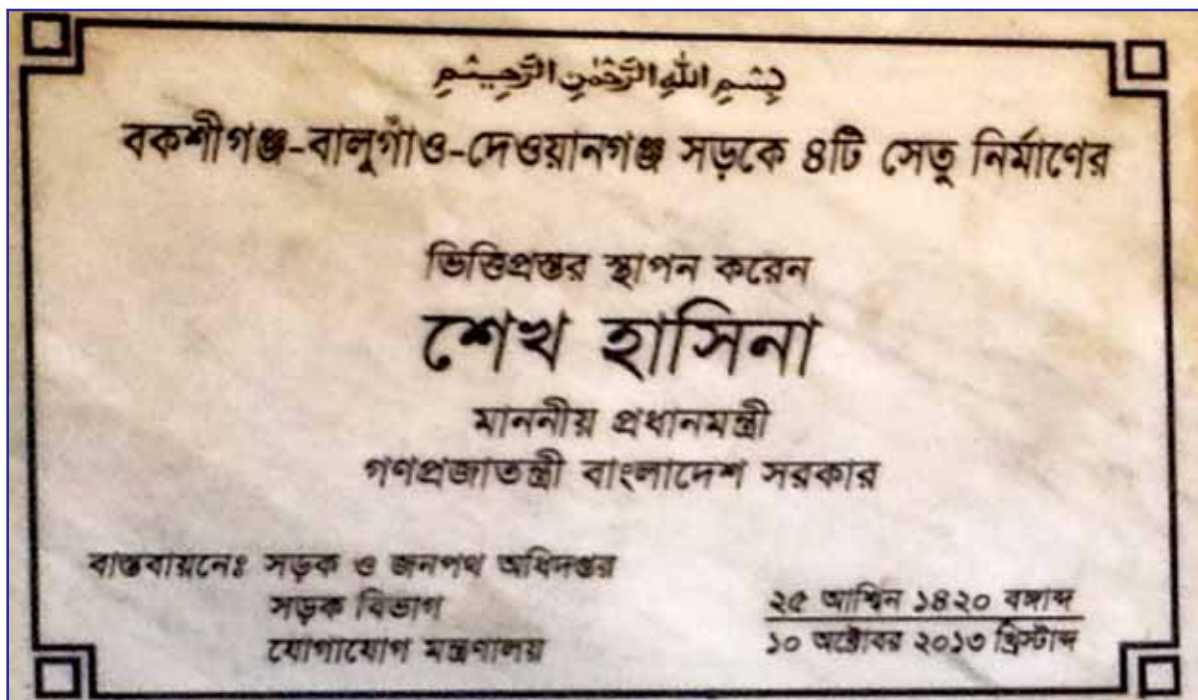 بِسْمِ اللهِ الرَّحْمٰنِ الرَّحِيْمِ
বকশীগঞ্জ-বালুগাঁও-দেওয়ানগঞ্জ সড়কে ৪টি সেতু নির্মাণের
ভিত্তিপ্রস্তর স্থাপন করেন
শেখ হাসিনা
মাননীয় প্রধানমন্ত্রী
গণপ্রজাতন্ত্রী বাংলাদেশ সরকার
বাস্তবায়নেঃ সড়ক ও জনপথ অধিদপ্তর
সড়ক বিভাগ
যোগাযোগ মন্ত্রণালয়
২৫ আশ্বিন ১৪২০ বঙ্গাব্দ
১০ অক্টোবর ২০১৩ খ্রিস্টাব্দ